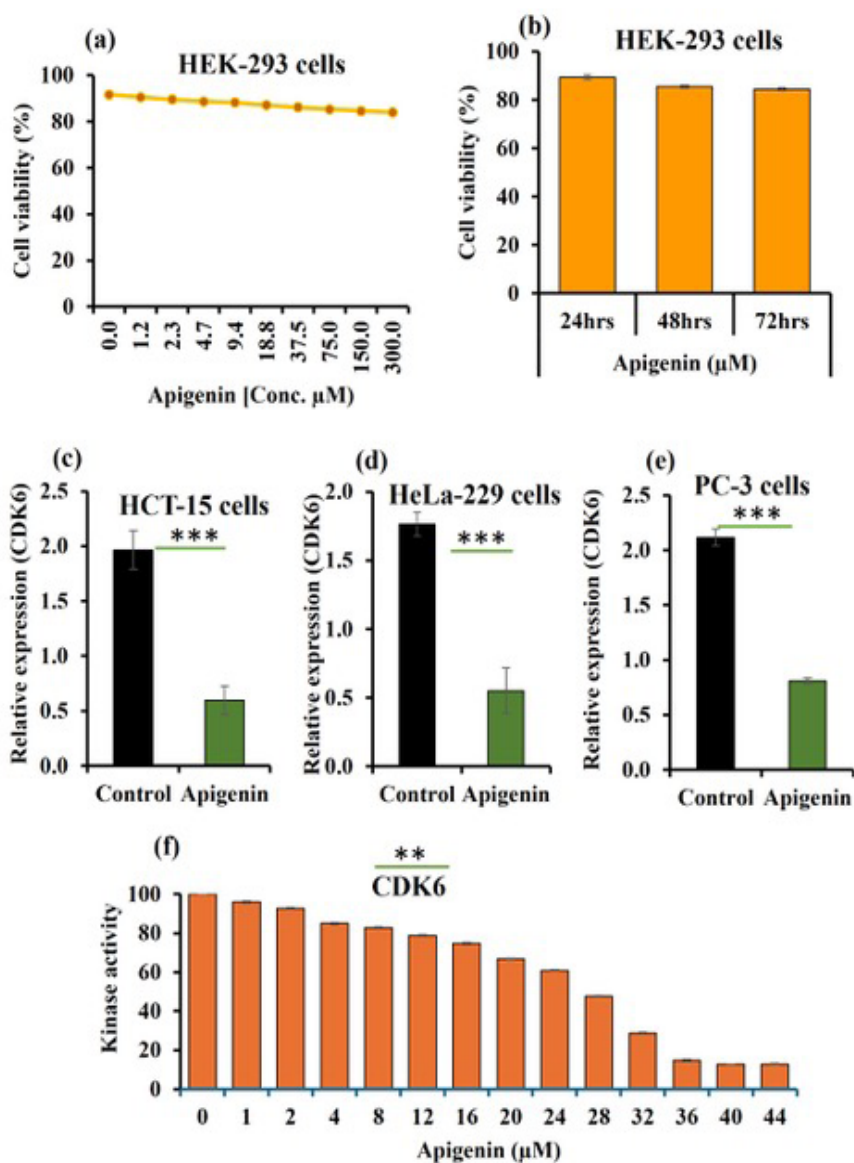 (a)
HEK-293 cells
Cell viability (%)
100
80
60
40
20
0
0.0 1.2 2.3 4.7 9.4 18.8 37.5 75.0 150.0 300.0
Apigenin [Conc. µM)
(b)
HEK-293 cells
Cell viability (%)
100
80
60
40
20
0
24hrs 48hrs 72hrs
Apigenin (µM)
(c)
HCT-15 cells
***
Relative expression (CDK6)
2.5
2.0
1.5
1.0
0.5
0.0
Control Apigenin
(d)
HeLa-229 cells
***
Relative expression (CDK6)
2.0
1.5
1.0
0.5
0.0
Control Apigenin
(e)
PC-3 cells
***
Relative expression (CDK6)
2.5
2.0
1.5
1.0
0.5
0.0
Control Apigenin
(f)
**
CDK6
Kinase activity
100
80
60
40
20
0
0 1 2 4 8 12 16 20 24 28 32 36 40 44
Apigenin (µM)